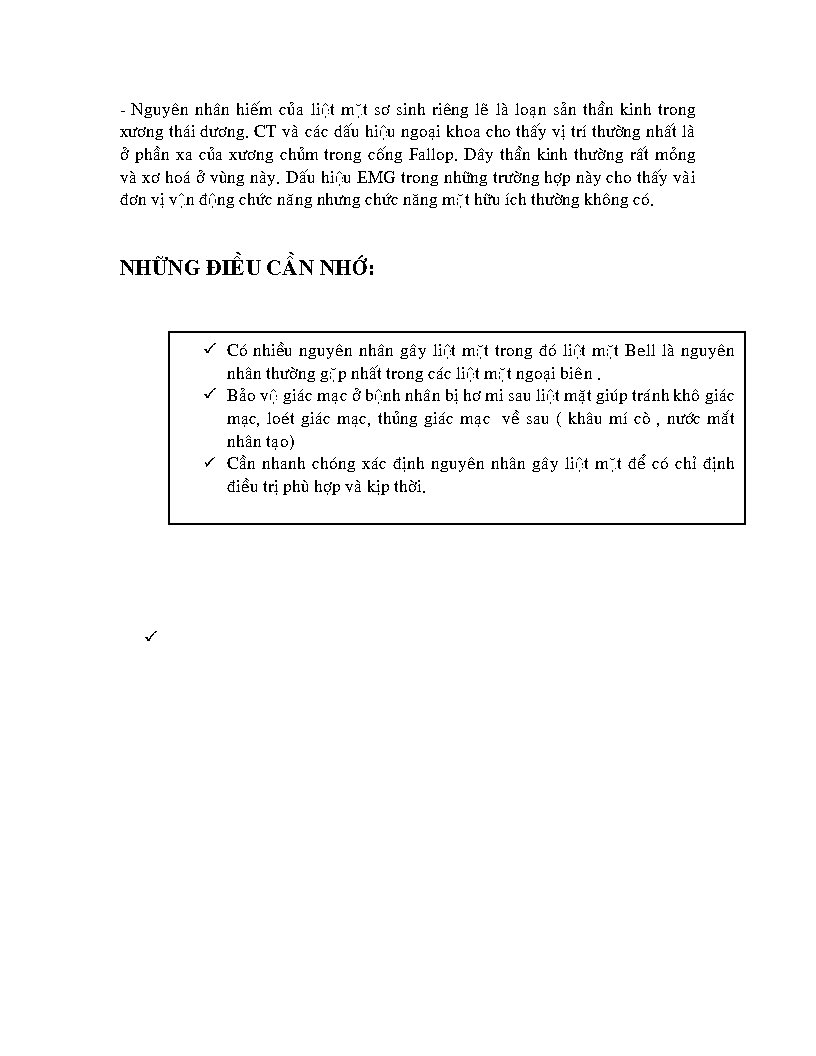 - Nguyên nhân hiếm của liệt mặt sơ sinh riêng lẽ là loạn sản thần kinh trong
xương thái dương. CT và các dấu hiệu ngoại khoa cho thấy vị trí thường nhất là
ở phần xa của xương chủm trong cống Fallop. Dây thần kinh thường rất mỏng
và xơ hoá ở vùng này. Dấu hiệu EMG trong những trường hợp này cho thấy vài
đơn vị vận động chức năng nhưng chức năng mặt hữu ích thường không có.
NHỮNG ĐIỀU CẦN NHỚ:
✓ Có nhiều nguyên nhân gây liệt mặt trong đó liệt mặt Bell là nguyên
nhân thường gặp nhất trong các liệt mặt ngoại biên .
✓ Bảo vệ giác mạc ở bệnh nhân bị hơ mi sau liệt mặt giúp tránh khô giác
mạc, loét giác mạc, thủng giác mạc về sau ( khâu mí cò , nước mắt
nhân tạo)
✓ Cần nhanh chóng xác định nguyên nhân gây liệt mặt để có chỉ định
điều trị phù hợp và kịp thời.
✓